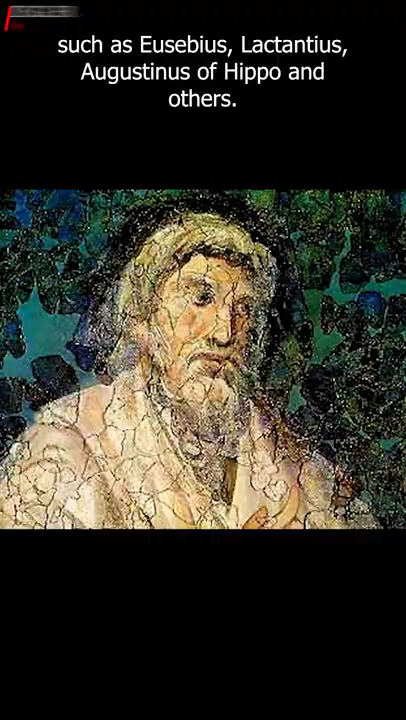 such as Eusebius, Lactantius,
Augustinus of Hippo and
others.